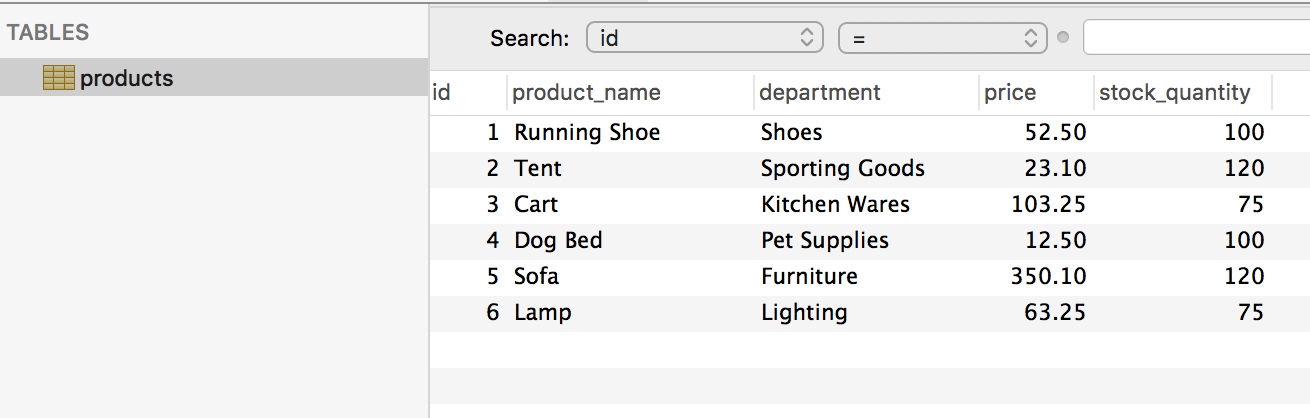 TABLES
products
Search: id =
id product_name department price stock_quantity
1 Running Shoe Shoes 52.50 100
2 Tent Sporting Goods 23.10 120
3 Cart Kitchen Wares 103.25 75
4 Dog Bed Pet Supplies 12.50 100
5 Sofa Furniture 350.10 120
6 Lamp Lighting 63.25 75